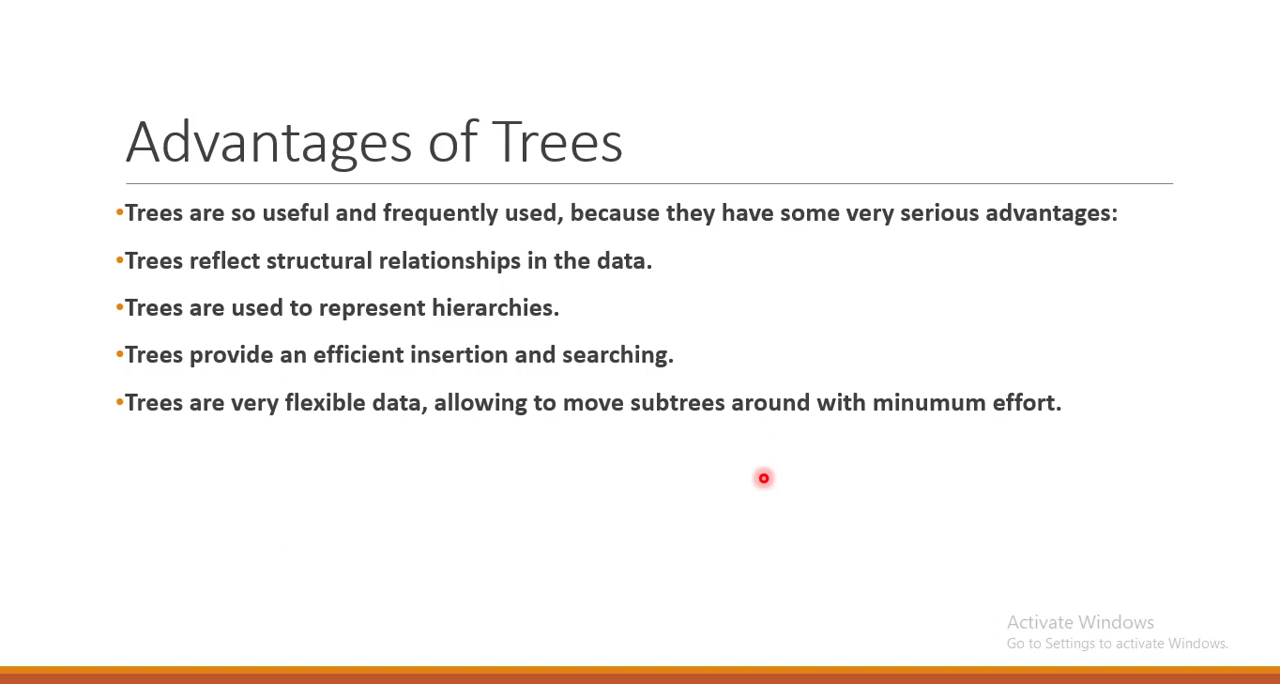 Advantages of Trees
•Trees are so useful and frequently used, because they have some very serious advantages:
•Trees reflect structural relationships in the data.
•Trees are used to represent hierarchies.
•Trees provide an efficient insertion and searching.
•Trees are very flexible data, allowing to move subtrees around with minumum effort.
Activate Windows
Go to Settings to activate Windows.